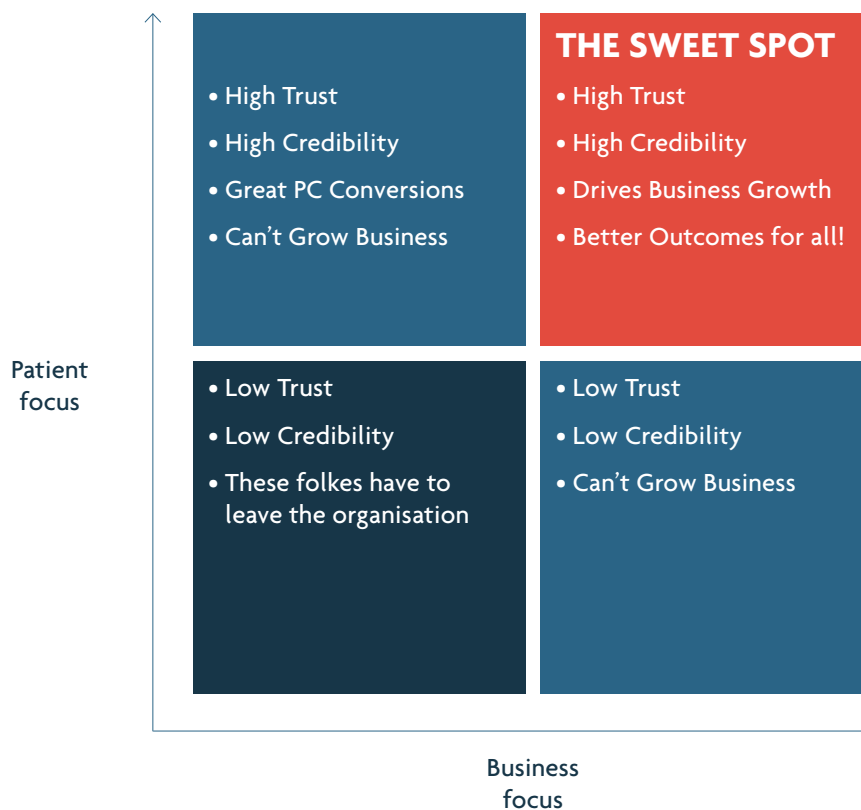 • High Trust
• High Credibility
• Great PC Conversions
• Can't Grow Business
THE SWEET SPOT
• High Trust
• High Credibility
• Drives Business Growth
• Better Outcomes for all!
Patient
focus
• Low Trust
• Low Credibility
• These folkes have to
leave the organisation
• Low Trust
• Low Credibility
• Can't Grow Business
Business
focus